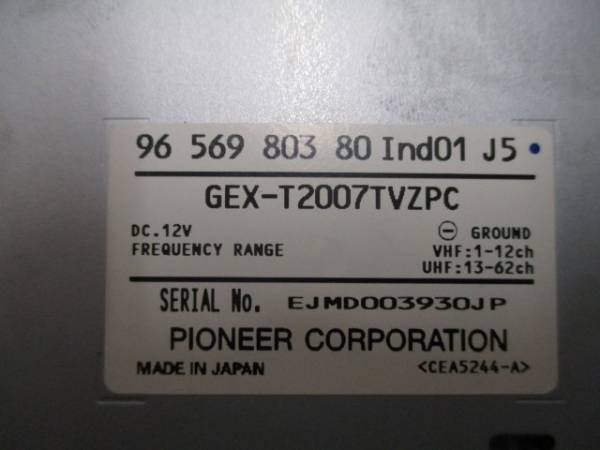 96 569 803 80 Ind01 J5
GEX-T2007TVZPC
DC.12V ⊖ GROUND
FREQUENCY RANGE VHF:1-12ch
UHF:13-62ch
SERIAL No. EJMD003930JP
PIONEER CORPORATION
MADE IN JAPAN <CEA5244-A>